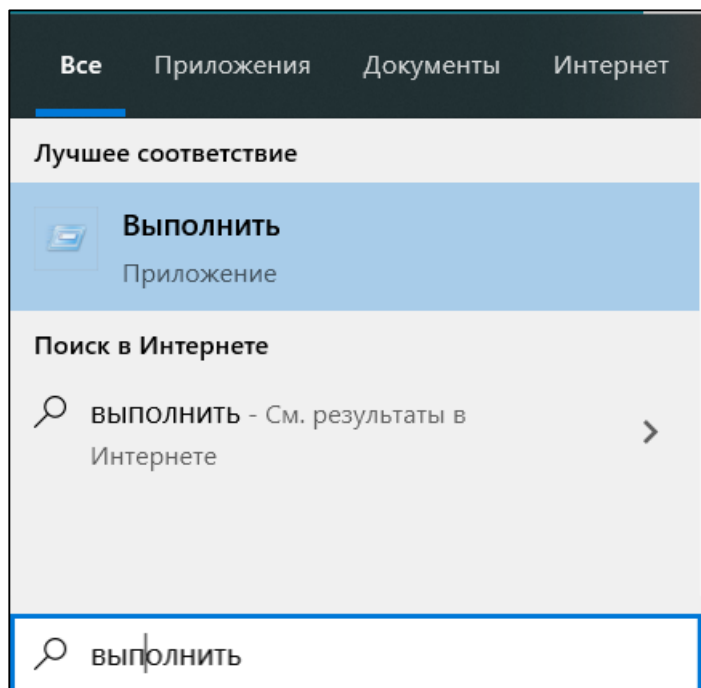 Все Приложения Документы Интернет
Лучшее соответствие
Выполнить
Приложение
Поиск в Интернете
выполнить - См. результаты в
Интернете
выполнить